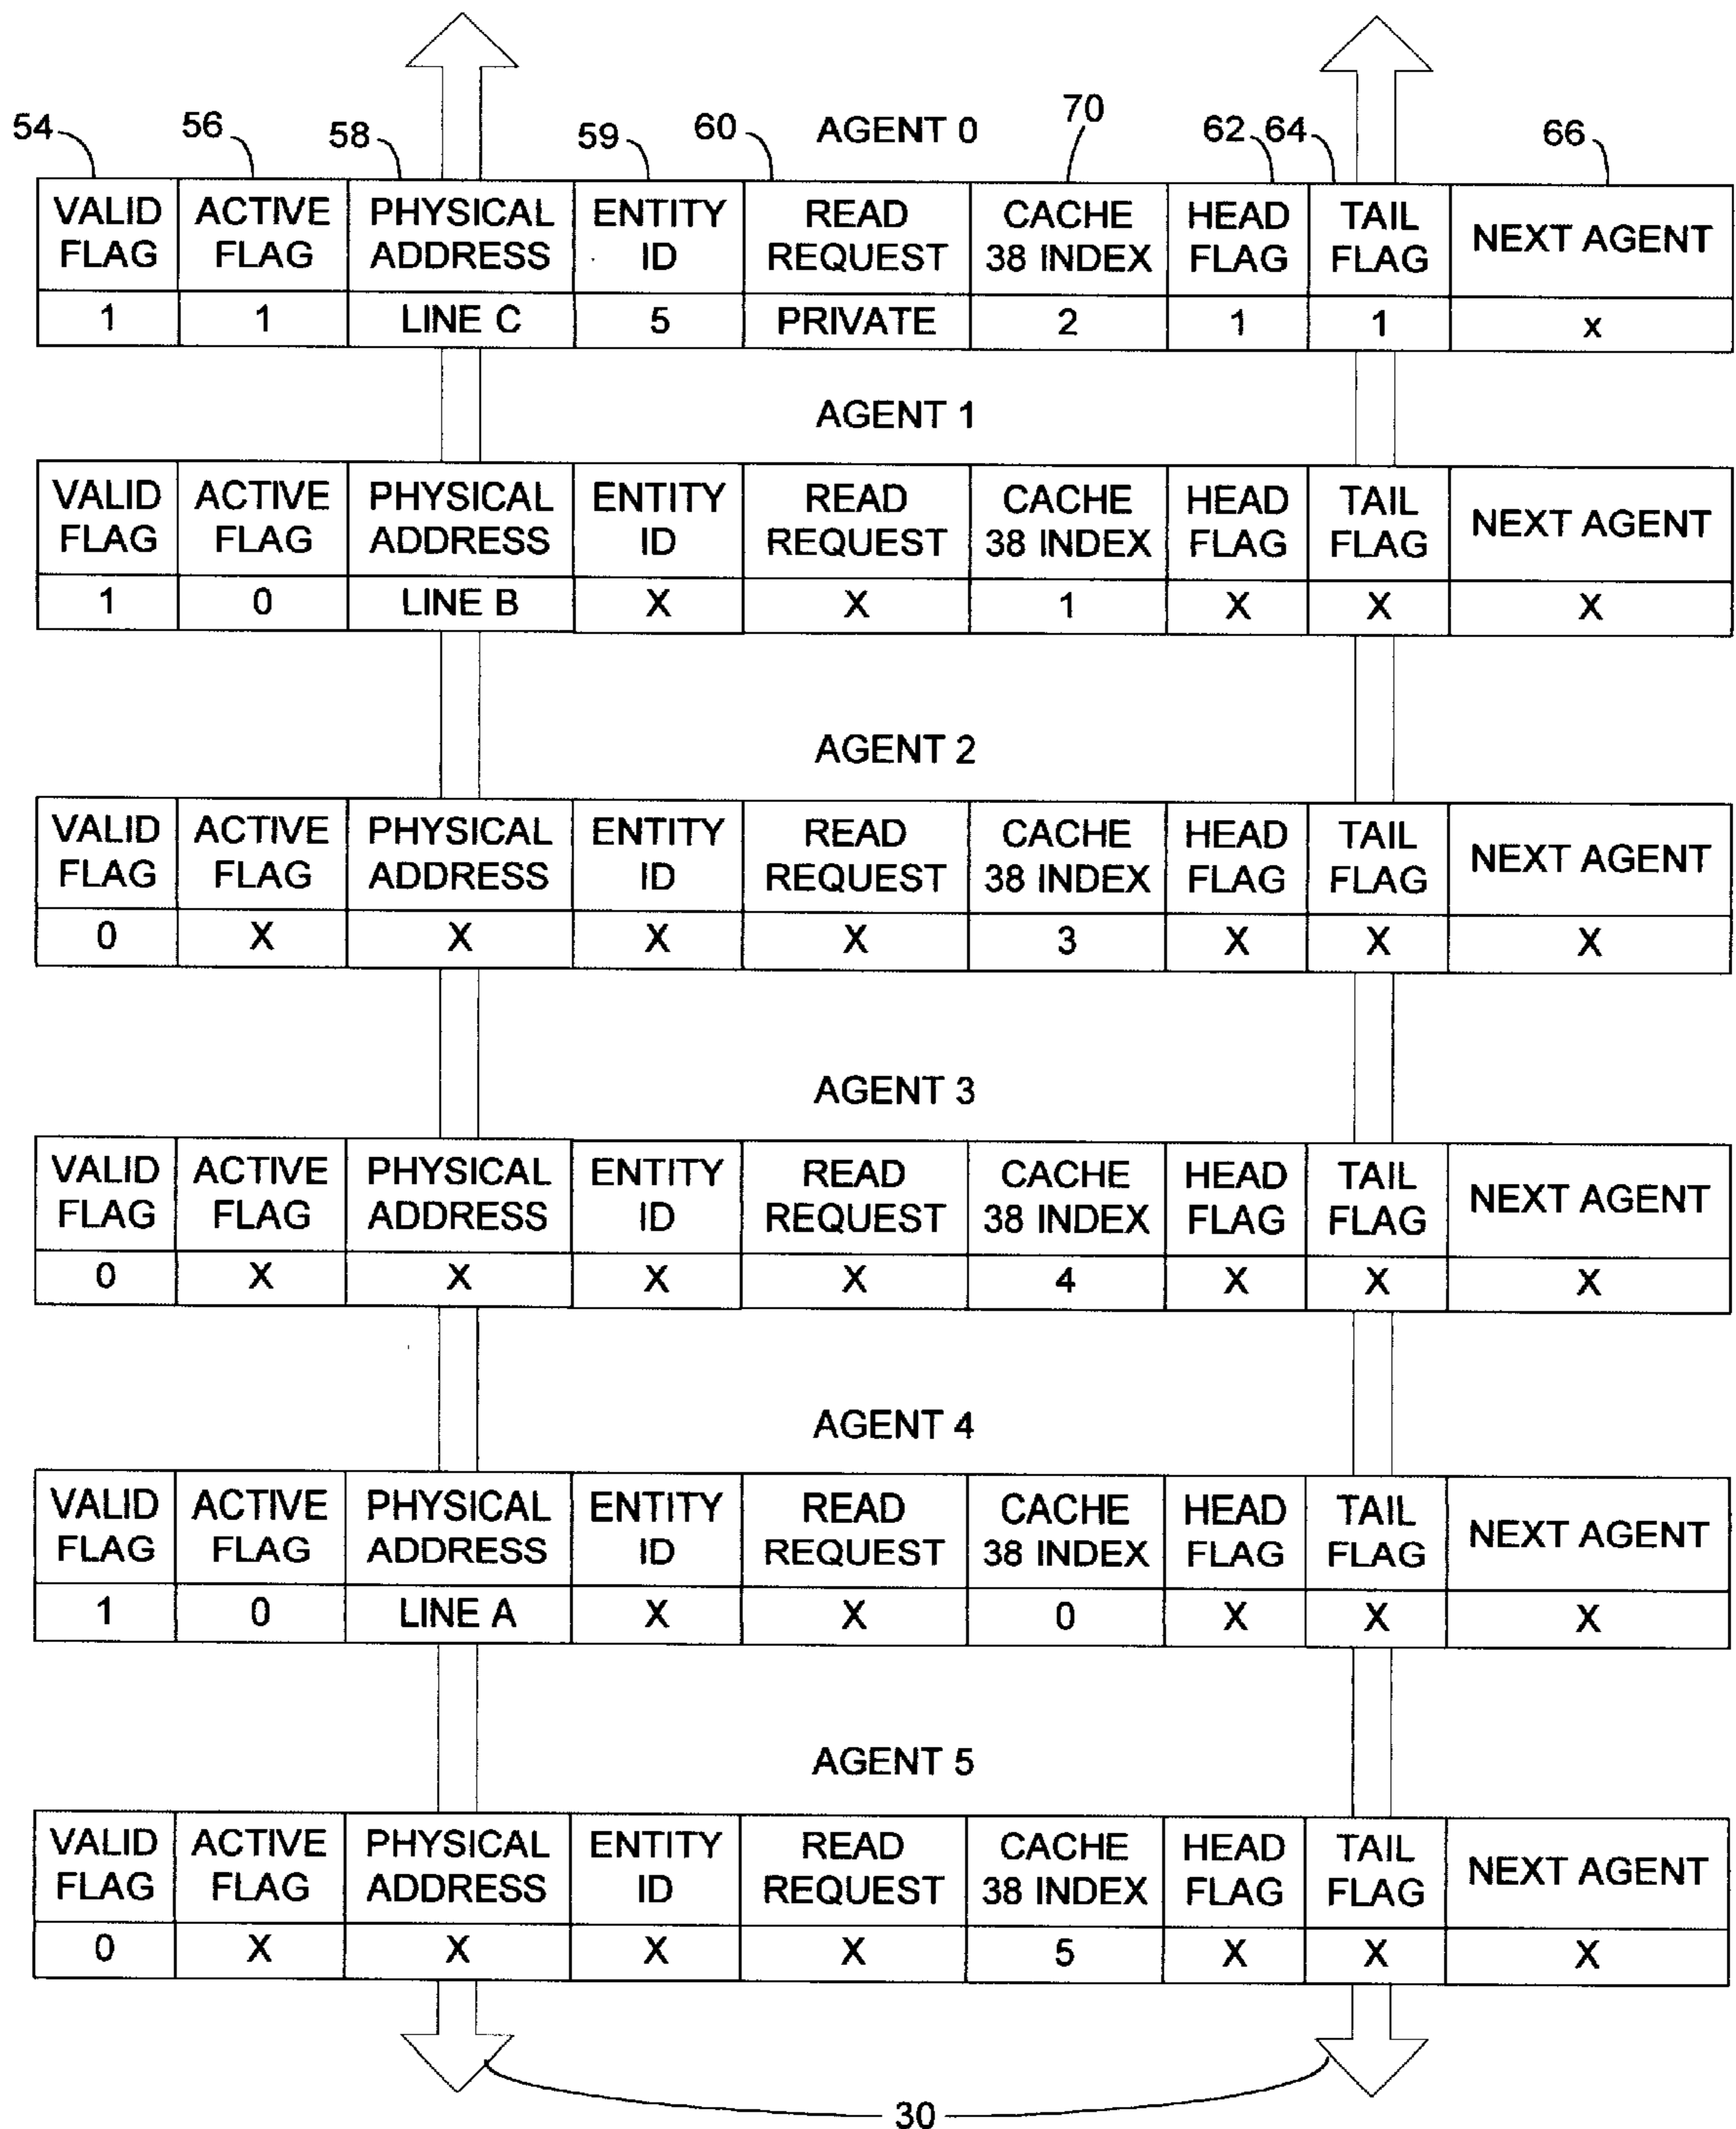 54 56 58 59 60 AGENT 0 70 62 64 66
VALID FLAG ACTIVE FLAG PHYSICAL ADDRESS ENTITY ID READ REQUEST CACHE 38 INDEX HEAD FLAG TAIL FLAG NEXT AGENT
1 1 LINE C 5 PRIVATE 2 1 1 x
AGENT 1
VALID FLAG ACTIVE FLAG PHYSICAL ADDRESS ENTITY ID READ REQUEST CACHE 38 INDEX HEAD FLAG TAIL FLAG NEXT AGENT
1 0 LINE B X X 1 X X X
AGENT 2
VALID FLAG ACTIVE FLAG PHYSICAL ADDRESS ENTITY ID READ REQUEST CACHE 38 INDEX HEAD FLAG TAIL FLAG NEXT AGENT
0 X X X X 3 X X X
AGENT 3
VALID FLAG ACTIVE FLAG PHYSICAL ADDRESS ENTITY ID READ REQUEST CACHE 38 INDEX HEAD FLAG TAIL FLAG NEXT AGENT
0 X X X X 4 X X X
AGENT 4
VALID FLAG ACTIVE FLAG PHYSICAL ADDRESS ENTITY ID READ REQUEST CACHE 38 INDEX HEAD FLAG TAIL FLAG NEXT AGENT
1 0 LINE A X X 0 X X X
AGENT 5
VALID FLAG ACTIVE FLAG PHYSICAL ADDRESS ENTITY ID READ REQUEST CACHE 38 INDEX HEAD FLAG TAIL FLAG NEXT AGENT
0 X X X X 5 X X X
30